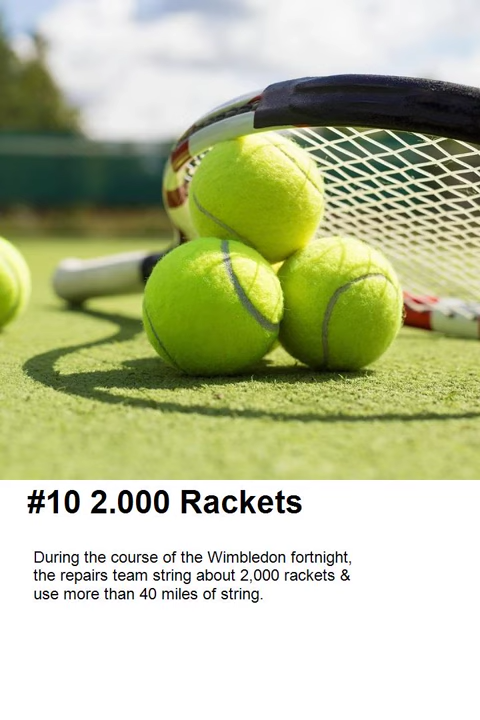 #10 2.000 Rackets
During the course of the Wimbledon fortnight,
the repairs team string about 2,000 rackets &
use more than 40 miles of string.